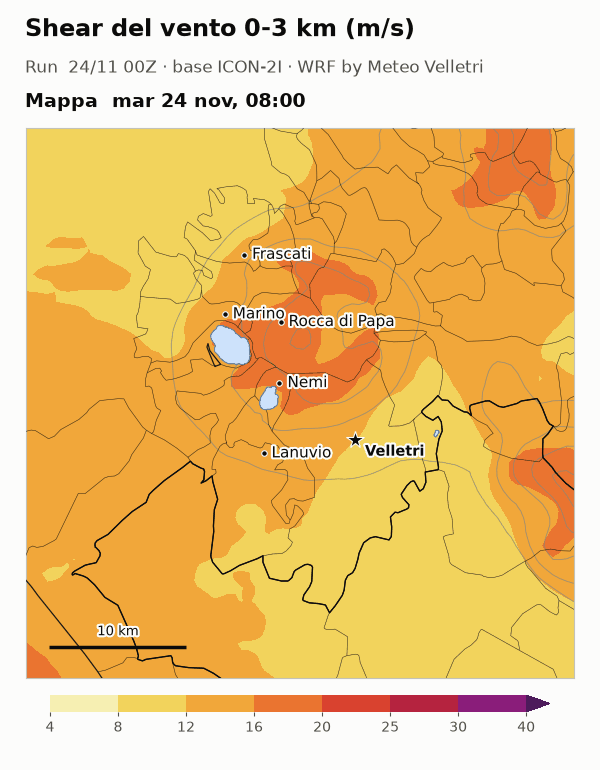 Shear del vento 0-3 km (m/s)
Run  24/11 00Z · base ICON-2I · WRF by Meteo Velletri
Mappa  mar 24 nov, 08:00
Frascati
Marino
Rocca di Papa
Nemi
Velletri
Lanuvio
10 km
4 8 12 16 20 25 30 40